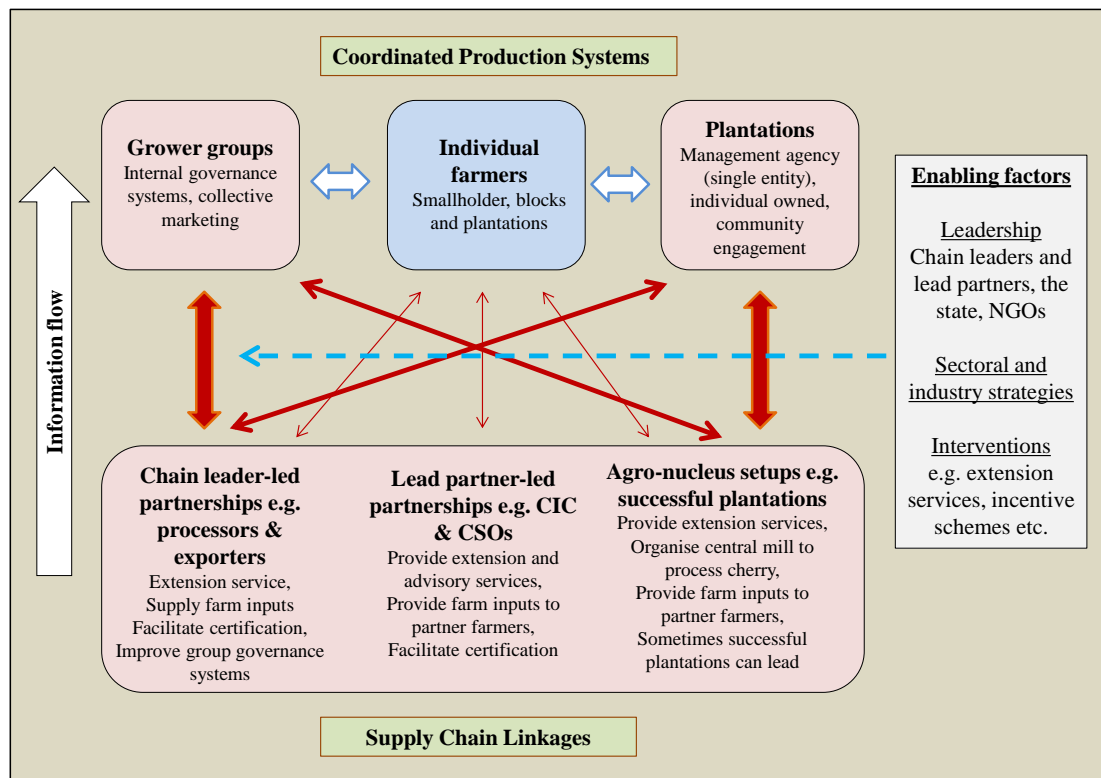 Coordinated Production Systems
Grower groups
Internal governance
systems, collective
marketing
Individual
farmers
Smallholder, blocks
and plantations
Plantations
Management agency
(single entity),
individual owned,
community
engagement
Information flow
Enabling factors
Leadership
Chain leaders and
lead partners, the
state, NGOs
Sectoral and
industry strategies
Interventions
e.g. extension
services, incentive
schemes etc.
Chain leader-led
partnerships e.g.
processors &
exporters
Extension service,
Supply farm inputs
Facilitate certification,
Improve group governance
systems
Lead partner-led
partnerships e.g. CIC
& CSOs
Provide extension and
advisory services,
Provide farm inputs to
partner farmers,
Facilitate certification
Agro-nucleus setups e.g.
successful plantations
Provide extension services,
Organise central mill to
process cherry,
Provide farm inputs to
partner farmers,
Sometimes successful
plantations can lead
Supply Chain Linkages